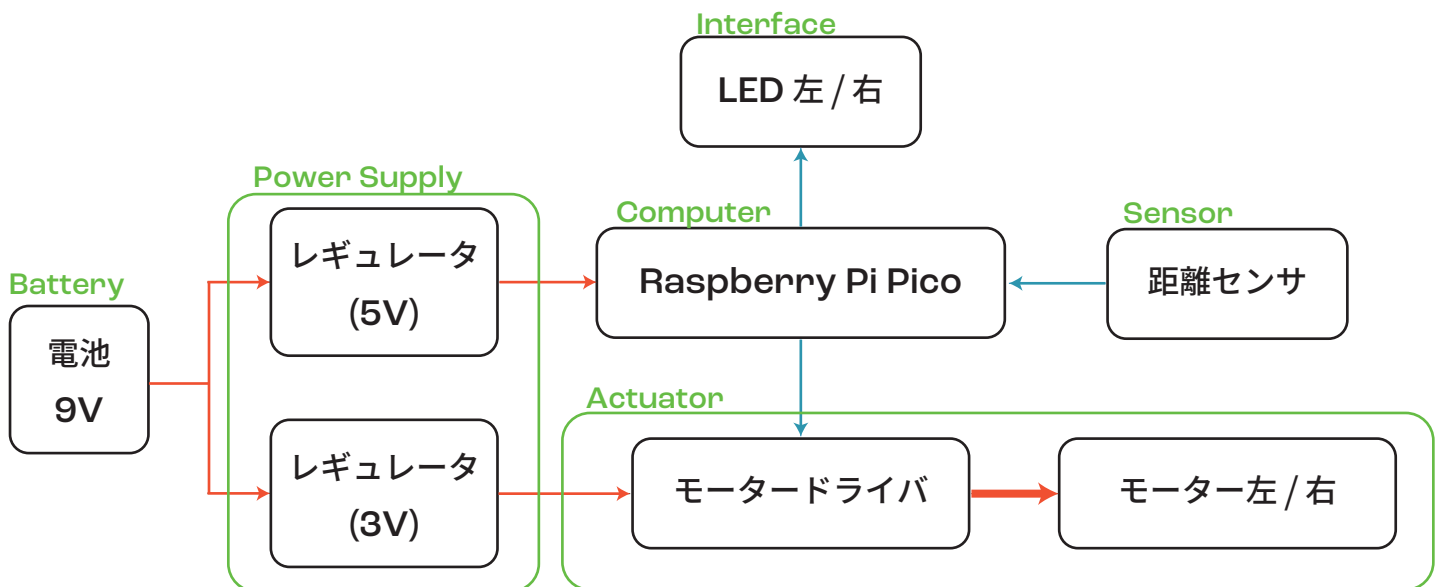 Interface
LED 左 / 右
Power Supply
レギュレータ
(5V)
Computer
Raspberry Pi Pico
Sensor
距離センサ
Battery
電池
9V
レギュレータ
(3V)
Actuator
モータードライバ
モーター左 / 右